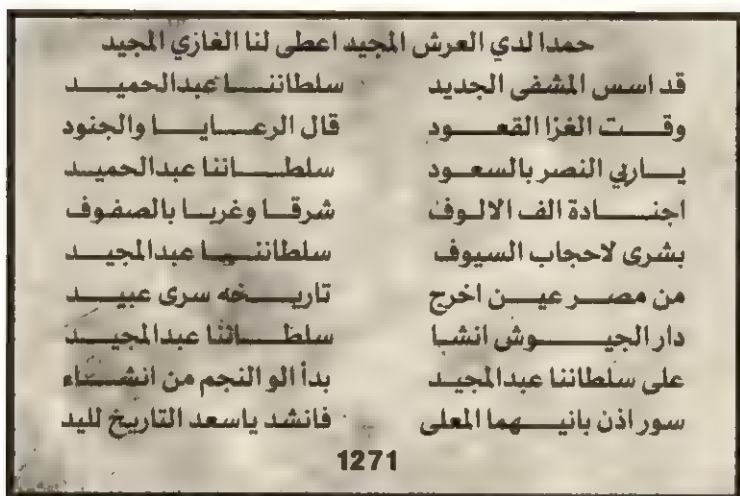 حمدا لدي العرش المجيد اعطى لنا الغازي المجيد
قد اسس المشفى الجديد سلطاننا عبدالحميد
وقت الغزا القعود قال الرعايا والجنود
ياربي النصر بالسعود سلطاننا عبدالحميد
اجنادة الف الالوف شرقا وغربا بالصفوف
بشرى لاحجاب السيوف سلطاننها عبدالمجيد
من مصر عين اخرج تاريخه سرى عبيد
دار الجيوش انشا سلطاننا عبدالمجيد
على سلطاننا عبدالمجيد بدأ الو النجم من انشاء
سور اذن بانيهما المعلى فانشد ياسعد التاريخ لليد
1271